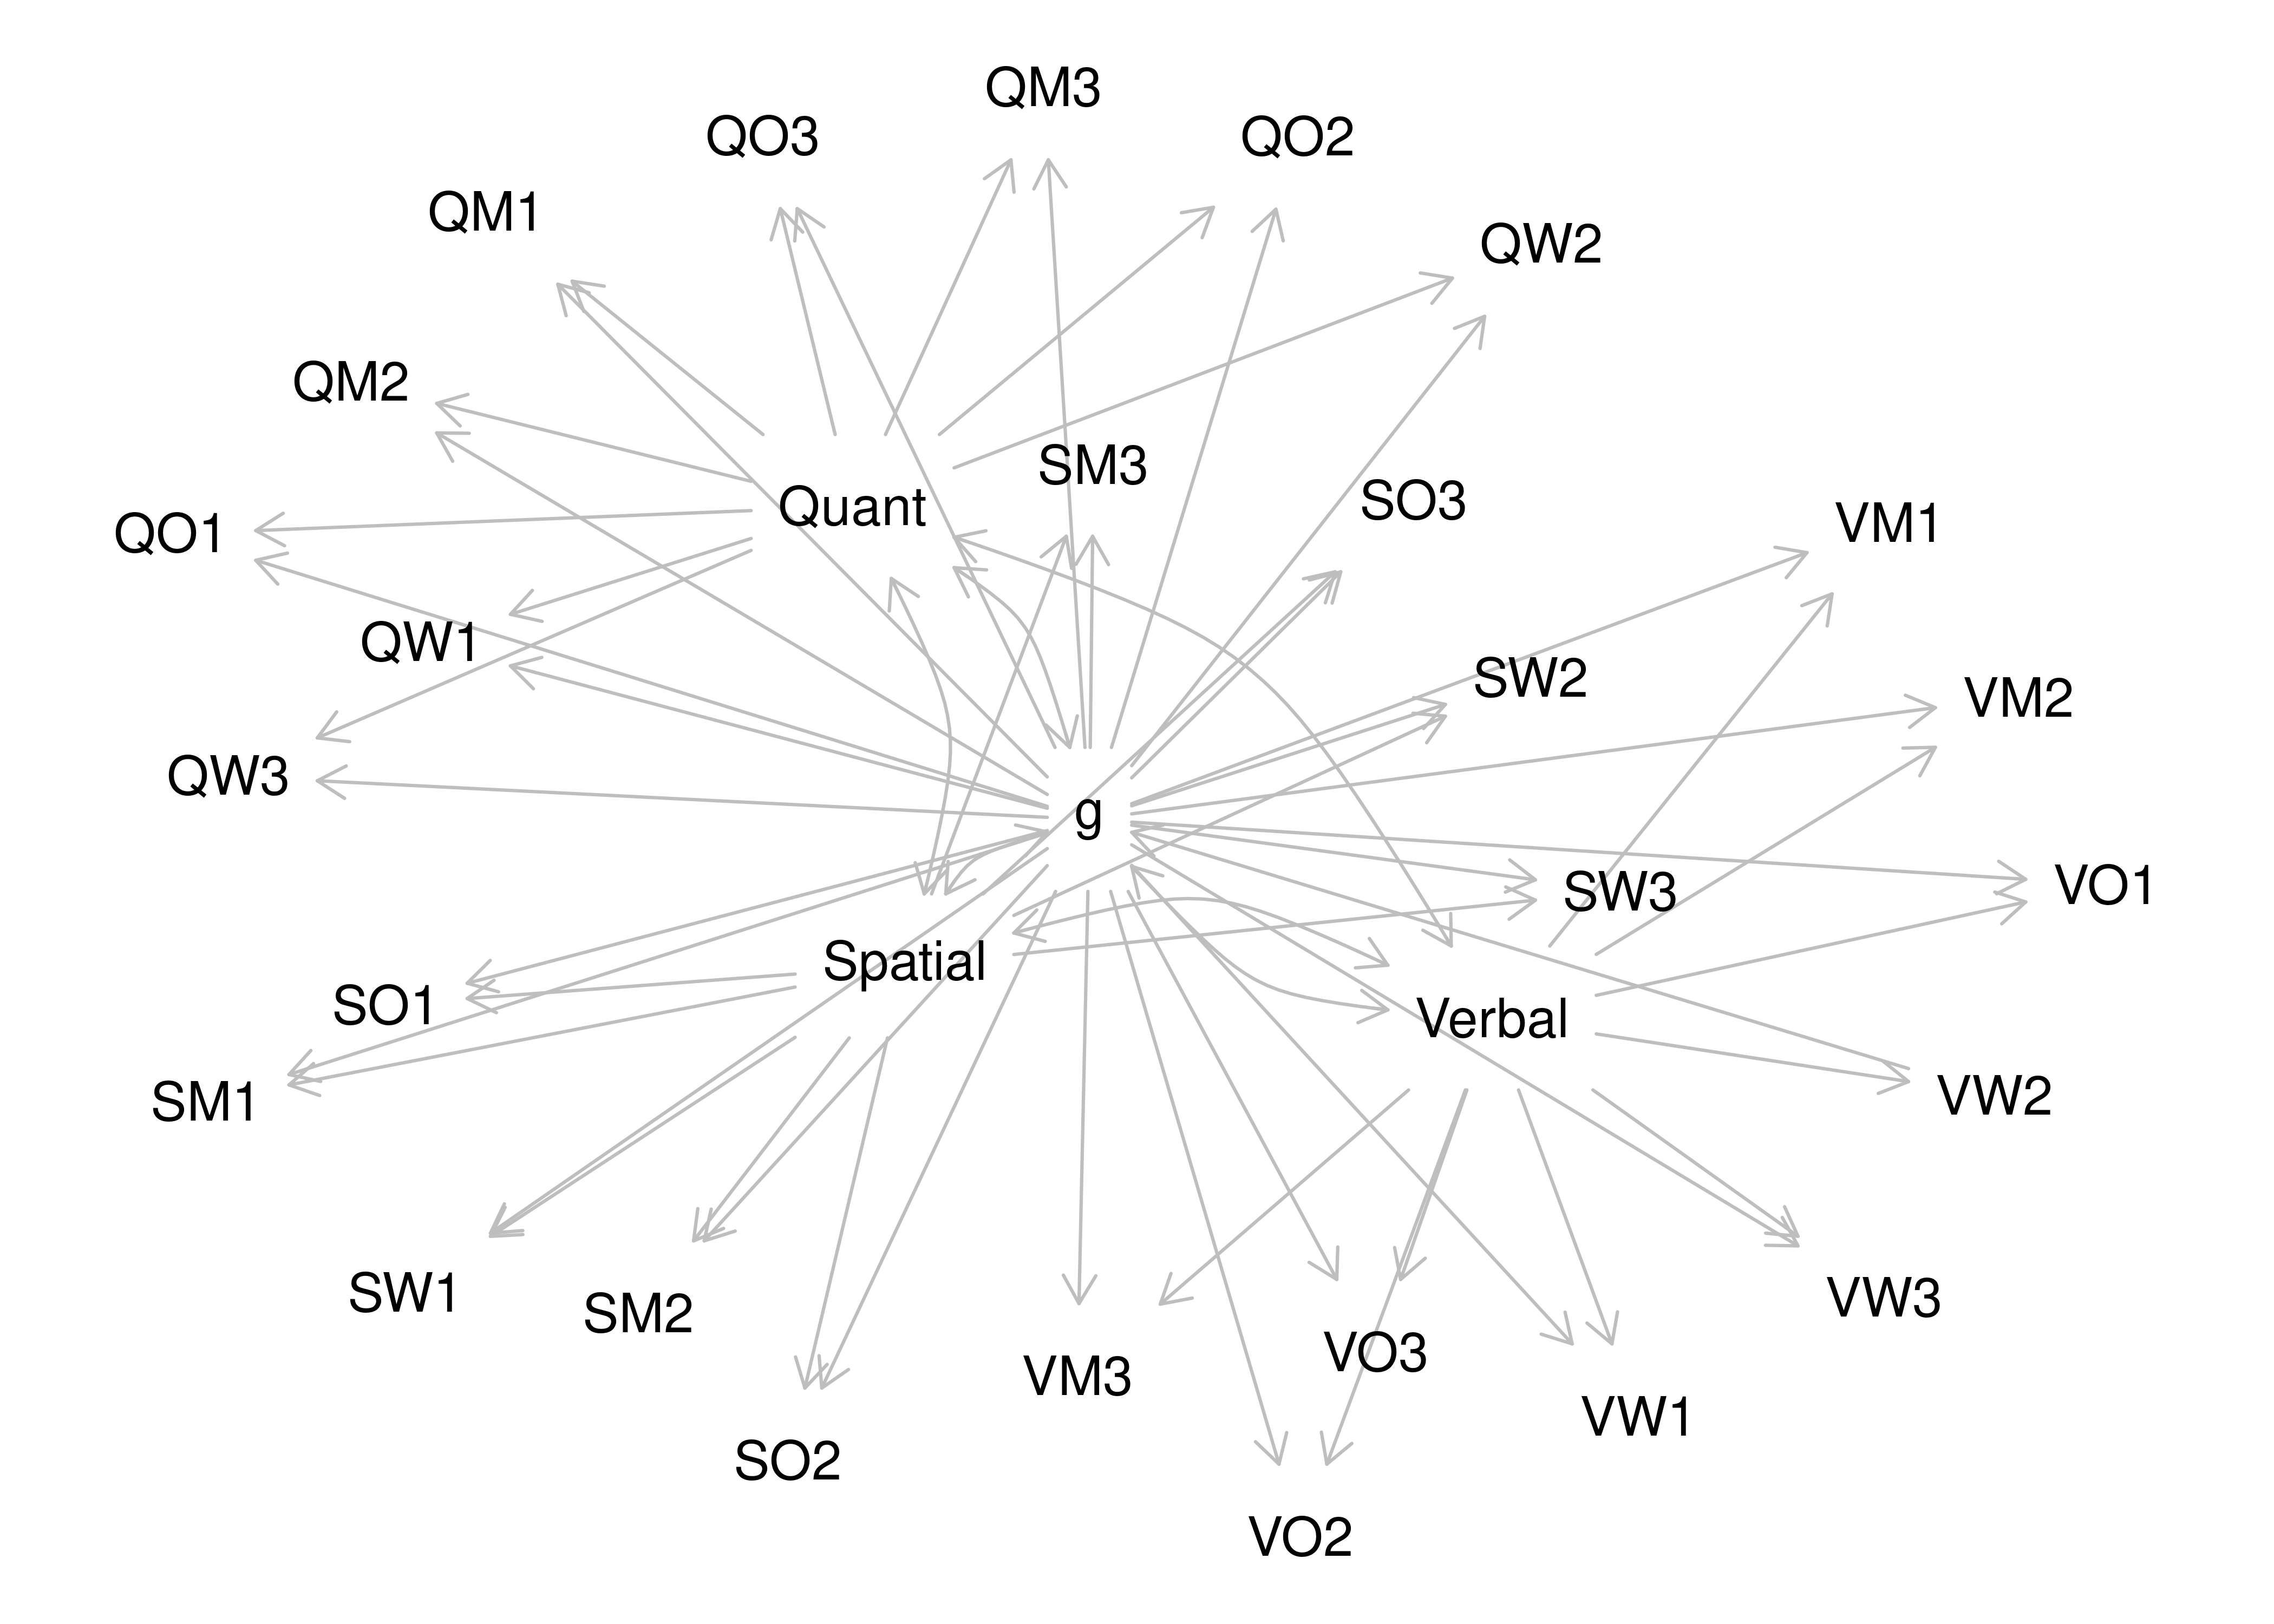 QM3
QO3
QO2
QM1
QW2
QM2
SM3
SO3
Quant
VM1
QO1
QW1
SW2
VM2
QW3
g
VO1
SW3
Spatial
SO1
Verbal
VW2
SM1
SW1
VW3
SM2
VO3
VM3
VW1
SO2
VO2